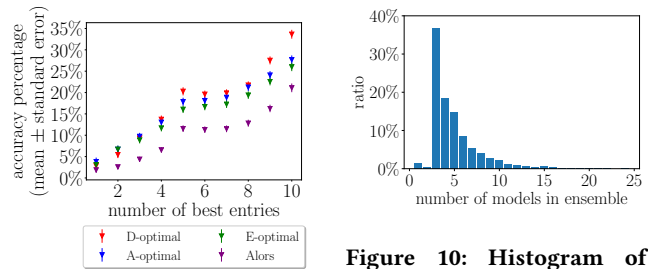 35%
30%
25%
20%
15%
10%
5%
0%
accuracy percentage
(mean ± standard error)
2 4 6 8 10
number of best entries
D-optimal
A-optimal
E-optimal
Alors
40%
30%
20%
10%
0%
ratio
0 5 10 15 20 25
number of models in ensemble
Figure 10: Histogram of